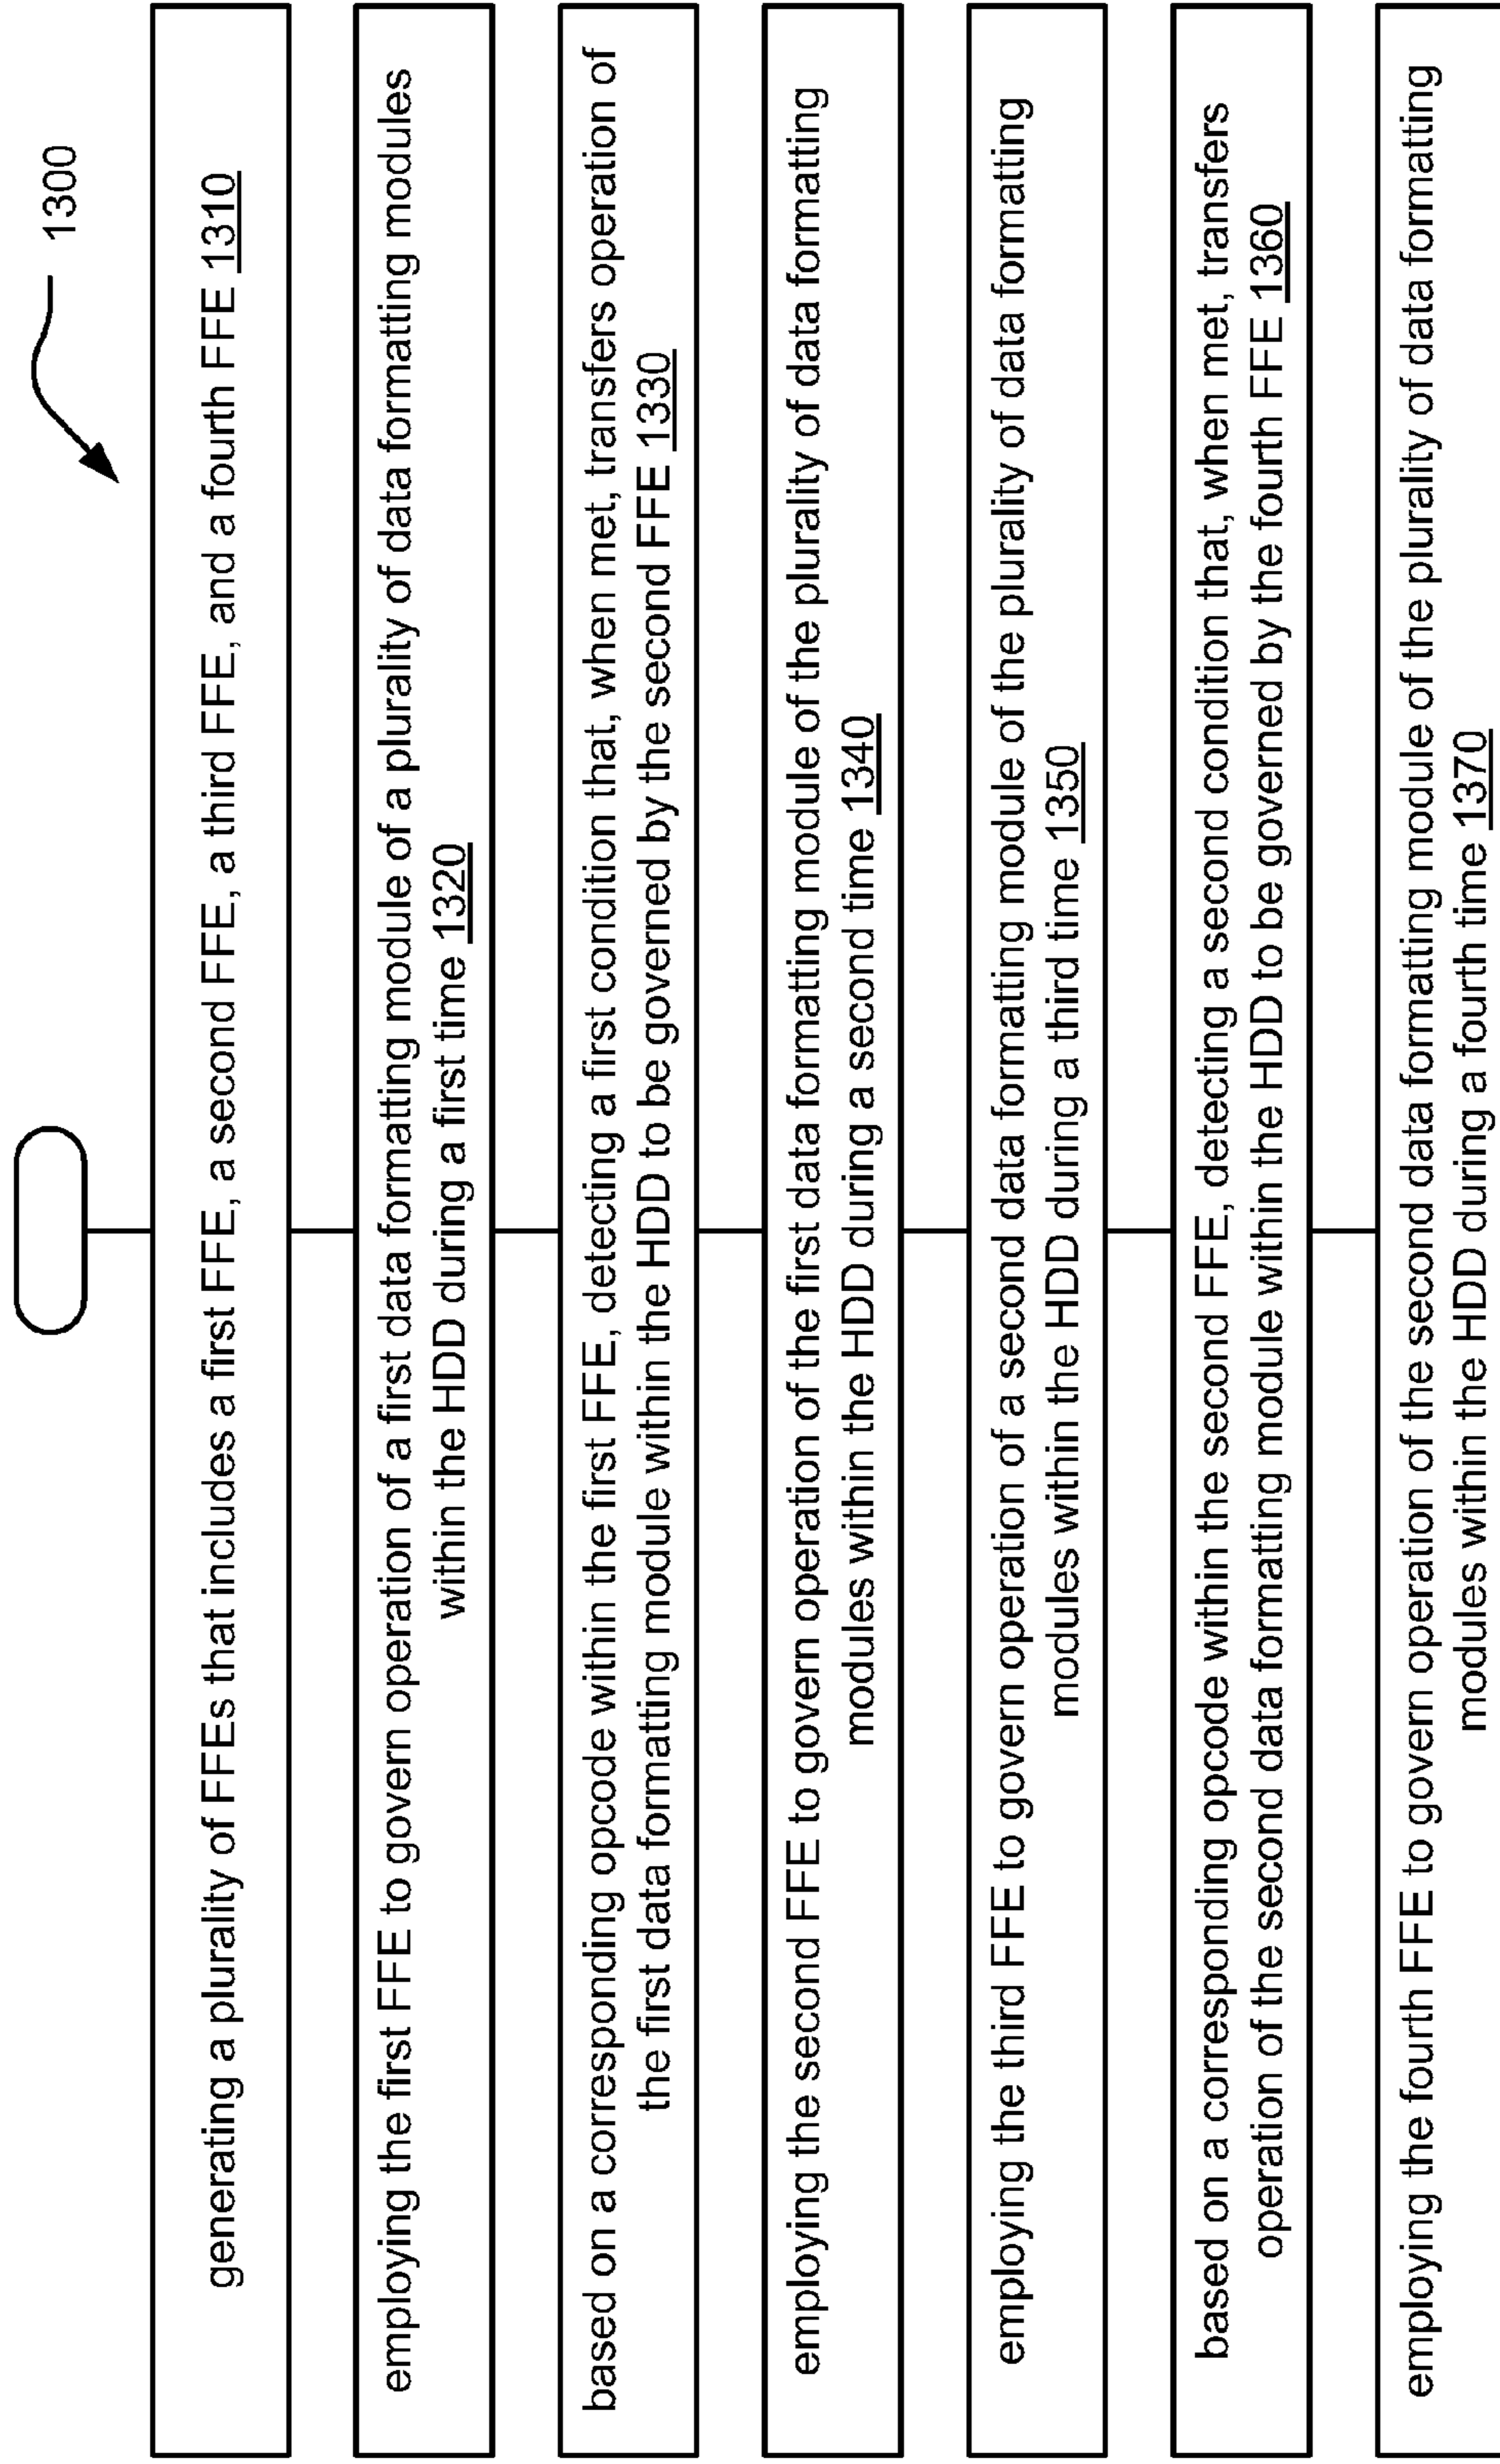 1300
generating a plurality of FFEs that includes a first FFE, a second FFE, a third FFE, and a fourth FFE 1310
employing the first FFE to govern operation of a first data formatting module of a plurality of data formatting modules
within the HDD during a first time 1320
based on a corresponding opcode within the first FFE, detecting a first condition that, when met, transfers operation of
the first data formatting module within the HDD to be governed by the second FFE 1330
employing the second FFE to govern operation of the first data formatting module of the plurality of data formatting
modules within the HDD during a second time 1340
employing the third FFE to govern operation of a second data formatting module of the plurality of data formatting
modules within the HDD during a third time 1350
based on a corresponding opcode within the second FFE, detecting a second condition that, when met, transfers
operation of the second data formatting module within the HDD to be governed by the fourth FFE 1360
employing the fourth FFE to govern operation of the second data formatting module of the plurality of data formatting
modules within the HDD during a fourth time 1370